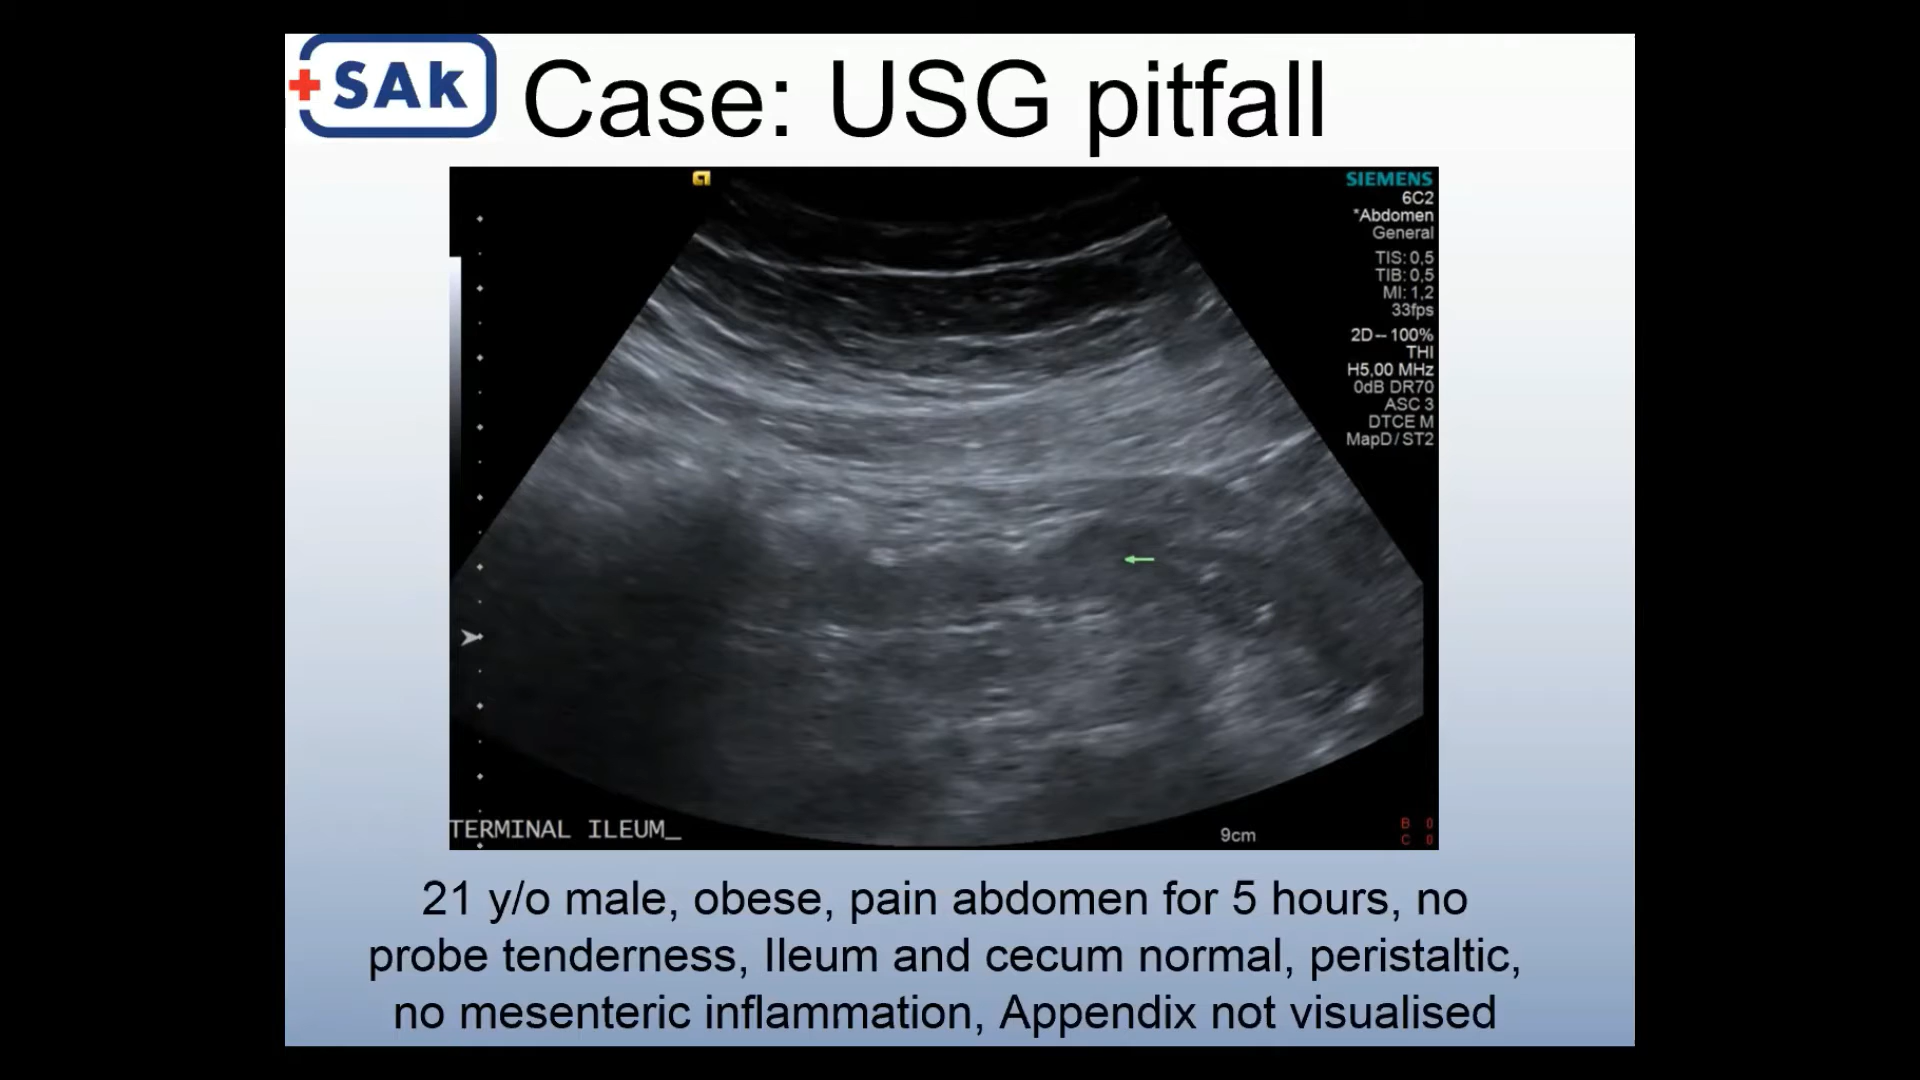 SAk
Case: USG pitfall
SIEMENS
6C2
*Abdomen
General
TIS: 0,5
TIB: 0,5
MI: 1,2
33fps
2D--100%
THI
H5,00 MHz
0dB DR70
ASC 3
DTCE M
MapD/ST2
TERMINAL ILEUM_
9cm
B 0
C 0
21 y/o male, obese, pain abdomen for 5 hours, no
probe tenderness, Ileum and cecum normal, peristaltic,
no mesenteric inflammation, Appendix not visualised